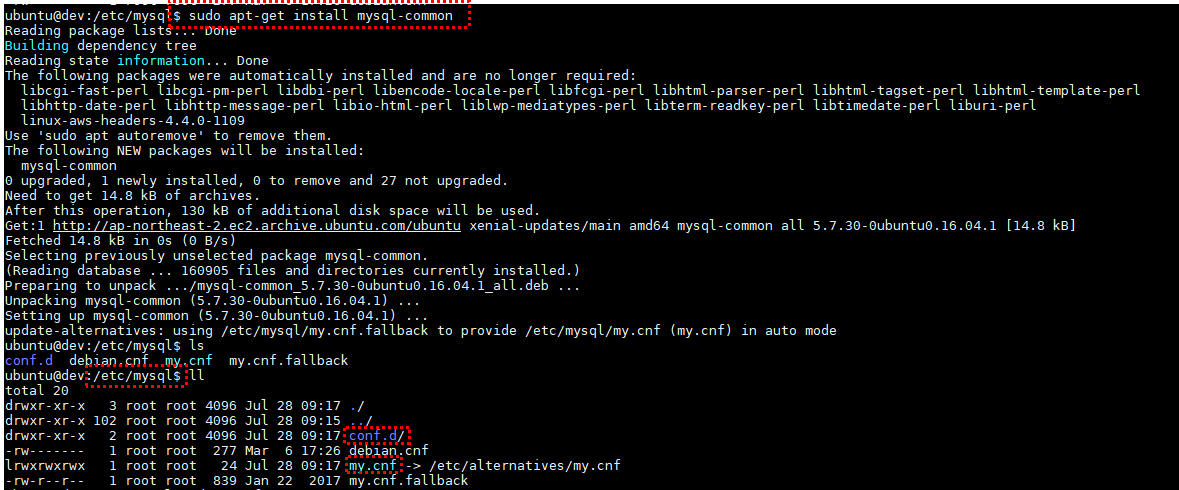 ubuntu@dev:/etc/mysql$ sudo apt-get install mysql-common
Reading package lists... Done
Building dependency tree
Reading state information... Done
The following packages were automatically installed and are no longer required:
  libcgi-fast-perl libcgi-pm-perl libdbi-perl libencode-locale-perl libfcgi-perl libhtml-parser-perl libhtml-tagset-perl libhtml-template-perl
  libhttp-date-perl libhttp-message-perl libio-html-perl liblwp-mediatypes-perl libterm-readkey-perl libtimedate-perl liburi-perl
  linux-aws-headers-4.4.0-1109
Use 'sudo apt autoremove' to remove them.
The following NEW packages will be installed:
  mysql-common
0 upgraded, 1 newly installed, 0 to remove and 27 not upgraded.
Need to get 14.8 kB of archives.
After this operation, 130 kB of additional disk space will be used.
Get:1 http://ap-northeast-2.ec2.archive.ubuntu.com/ubuntu xenial-updates/main amd64 mysql-common all 5.7.30-0ubuntu0.16.04.1 [14.8 kB]
Fetched 14.8 kB in 0s (0 B/s)
Selecting previously unselected package mysql-common.
(Reading database ... 160905 files and directories currently installed.)
Preparing to unpack .../mysql-common_5.7.30-0ubuntu0.16.04.1_all.deb ...
Unpacking mysql-common (5.7.30-0ubuntu0.16.04.1) ...
Setting up mysql-common (5.7.30-0ubuntu0.16.04.1) ...
update-alternatives: using /etc/mysql/my.cnf.fallback to provide /etc/mysql/my.cnf (my.cnf) in auto mode
ubuntu@dev:/etc/mysql$ ls
conf.d  debian.cnf  my.cnf  my.cnf.fallback
ubuntu@dev:/etc/mysql$ ll
total 20
drwxr-xr-x   3 root root 4096 Jul 28 09:17 ./
drwxr-xr-x 102 root root 4096 Jul 28 09:15 ../
drwxr-xr-x   2 root root 4096 Jul 28 09:17 conf.d/
-rw-------   1 root root  277 Mar  6 17:26 debian.cnf
lrwxrwxrwx   1 root root   24 Jul 28 09:17 my.cnf -> /etc/alternatives/my.cnf
-rw-r--r--   1 root root  839 Jan 22  2017 my.cnf.fallback